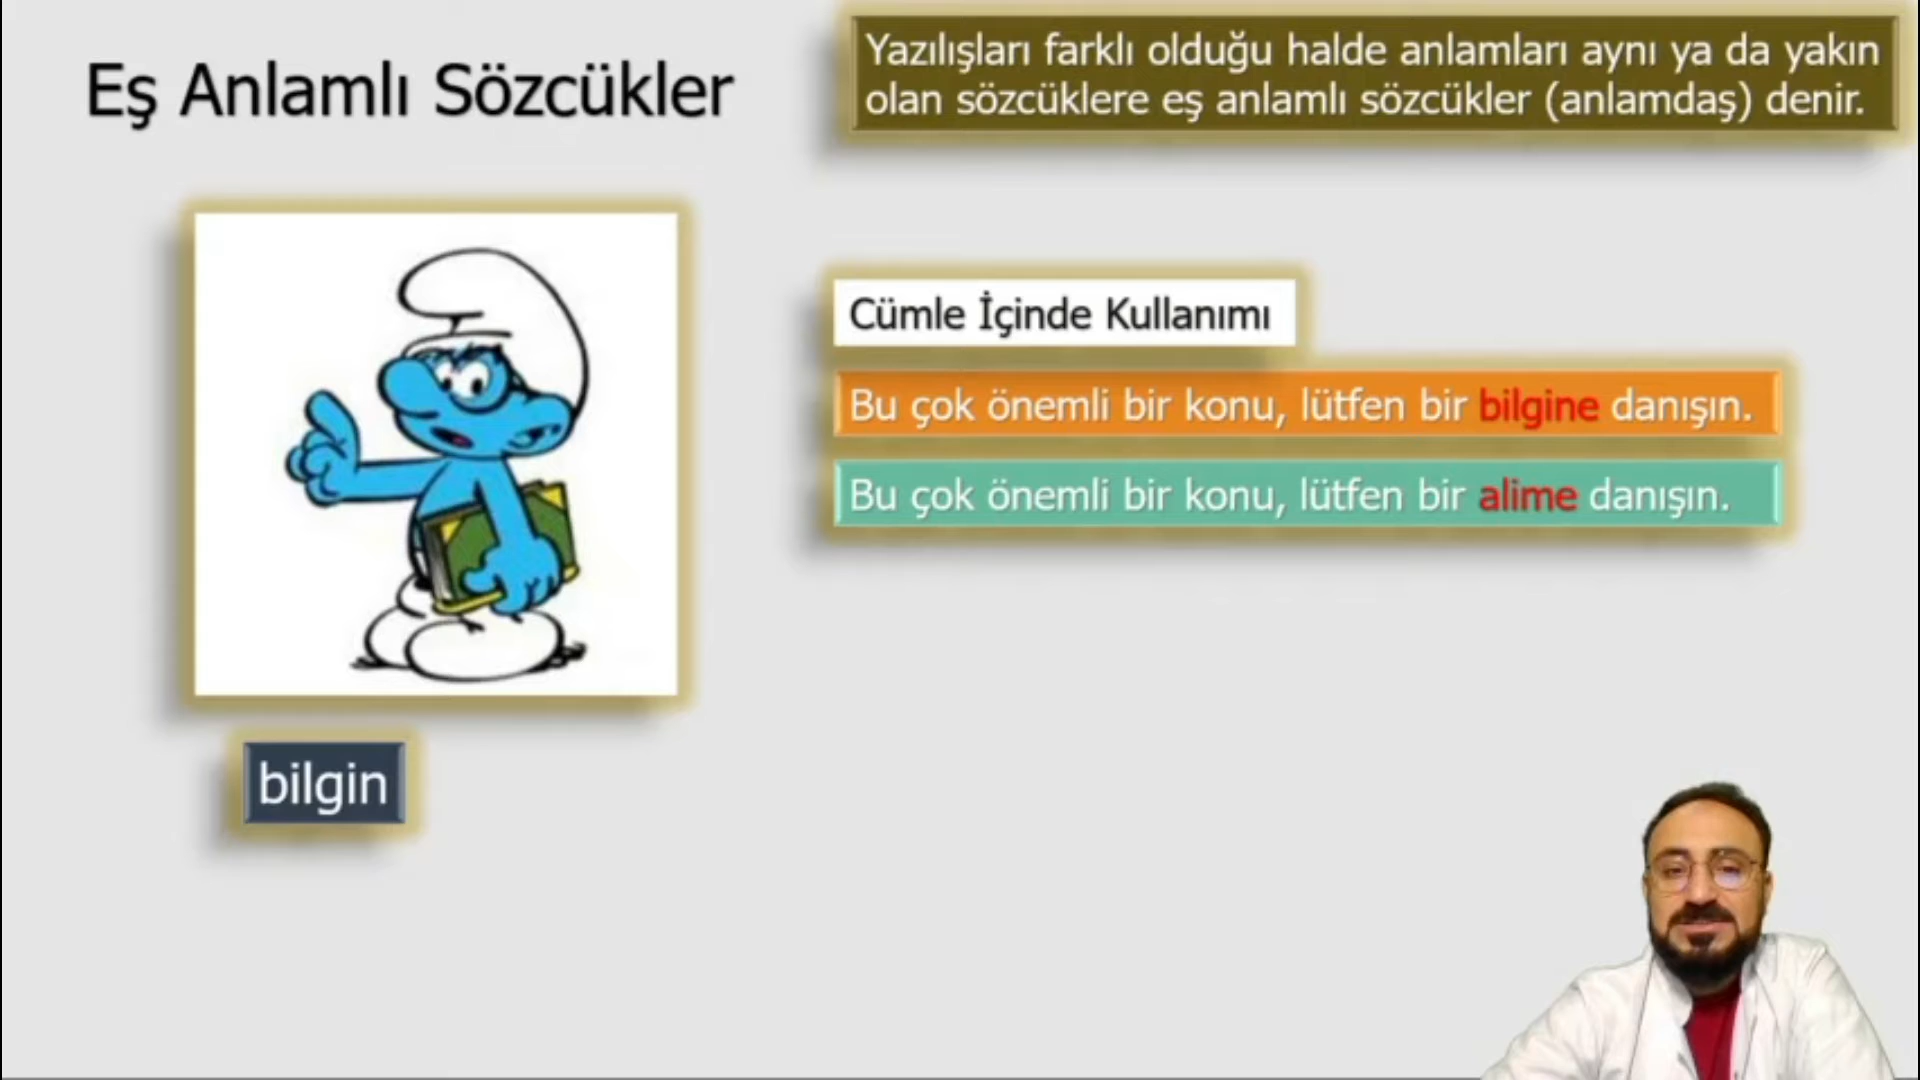 Eş Anlamlı Sözcükler
Yazılışları farklı olduğu halde anlamları aynı ya da yakın
olan sözcüklere eş anlamlı sözcükler (anlamdaş) denir.
Cümle İçinde Kullanımı
Bu çok önemli bir konu, lütfen bir bilgine danışın.
Bu çok önemli bir konu, lütfen bir alime danışın.
bilgin